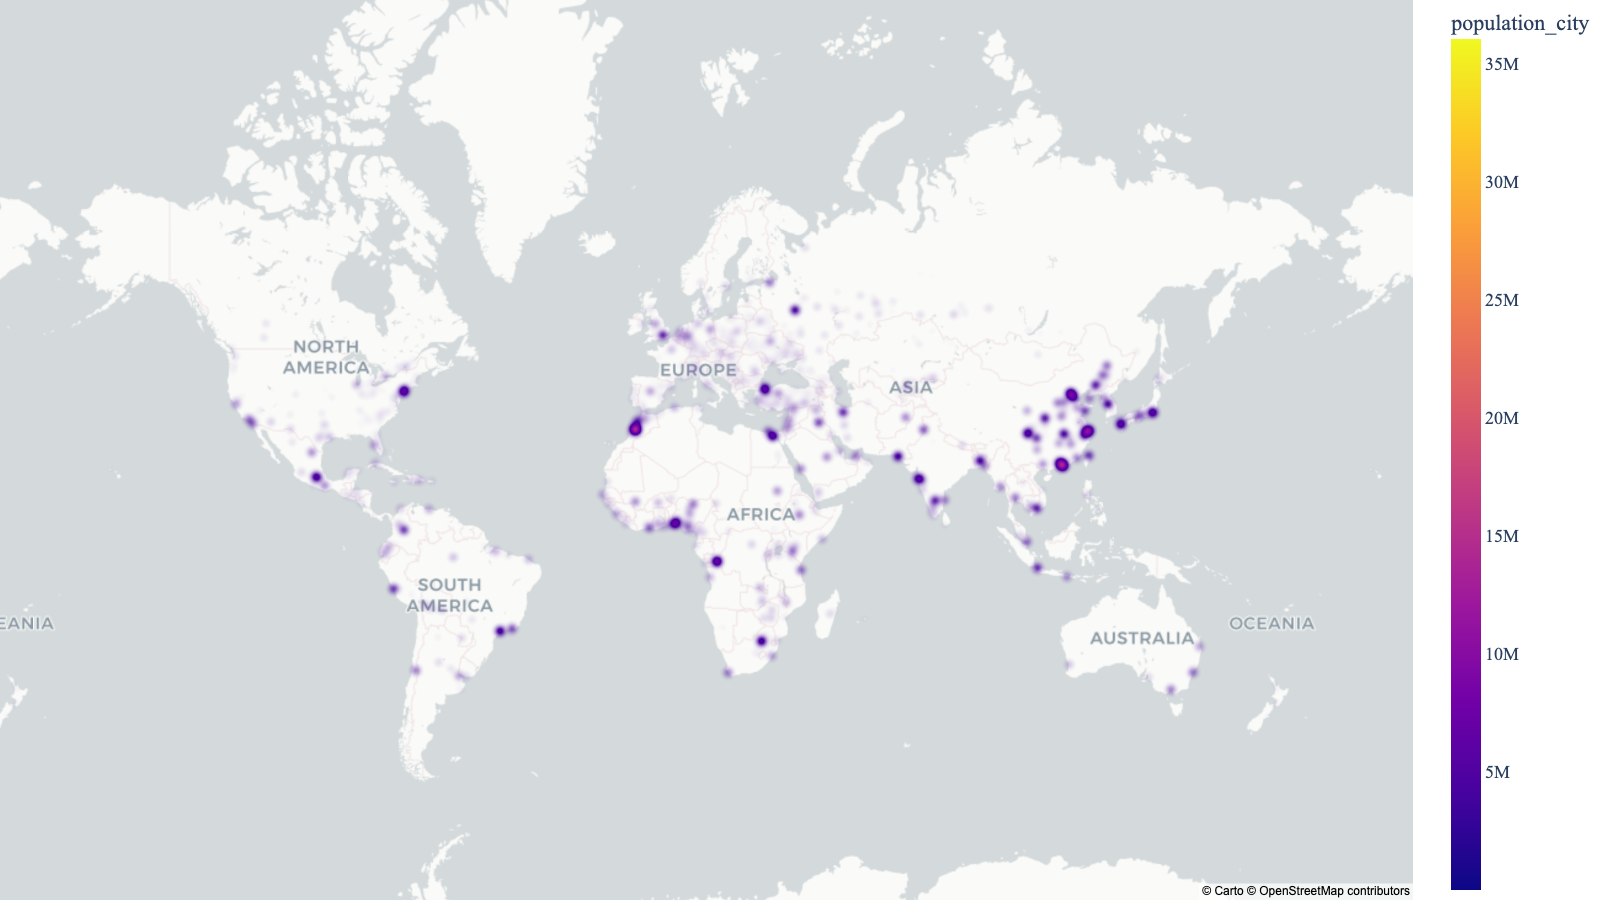 population_city
35M
30M
25M
20M
15M
10M
5M
NORTH
AMERICA
EUROPE
ASIA
AFRICA
SOUTH
AMERICA
EANIA
AUSTRALIA
OCEANIA
© Carto © OpenStreetMap contributors